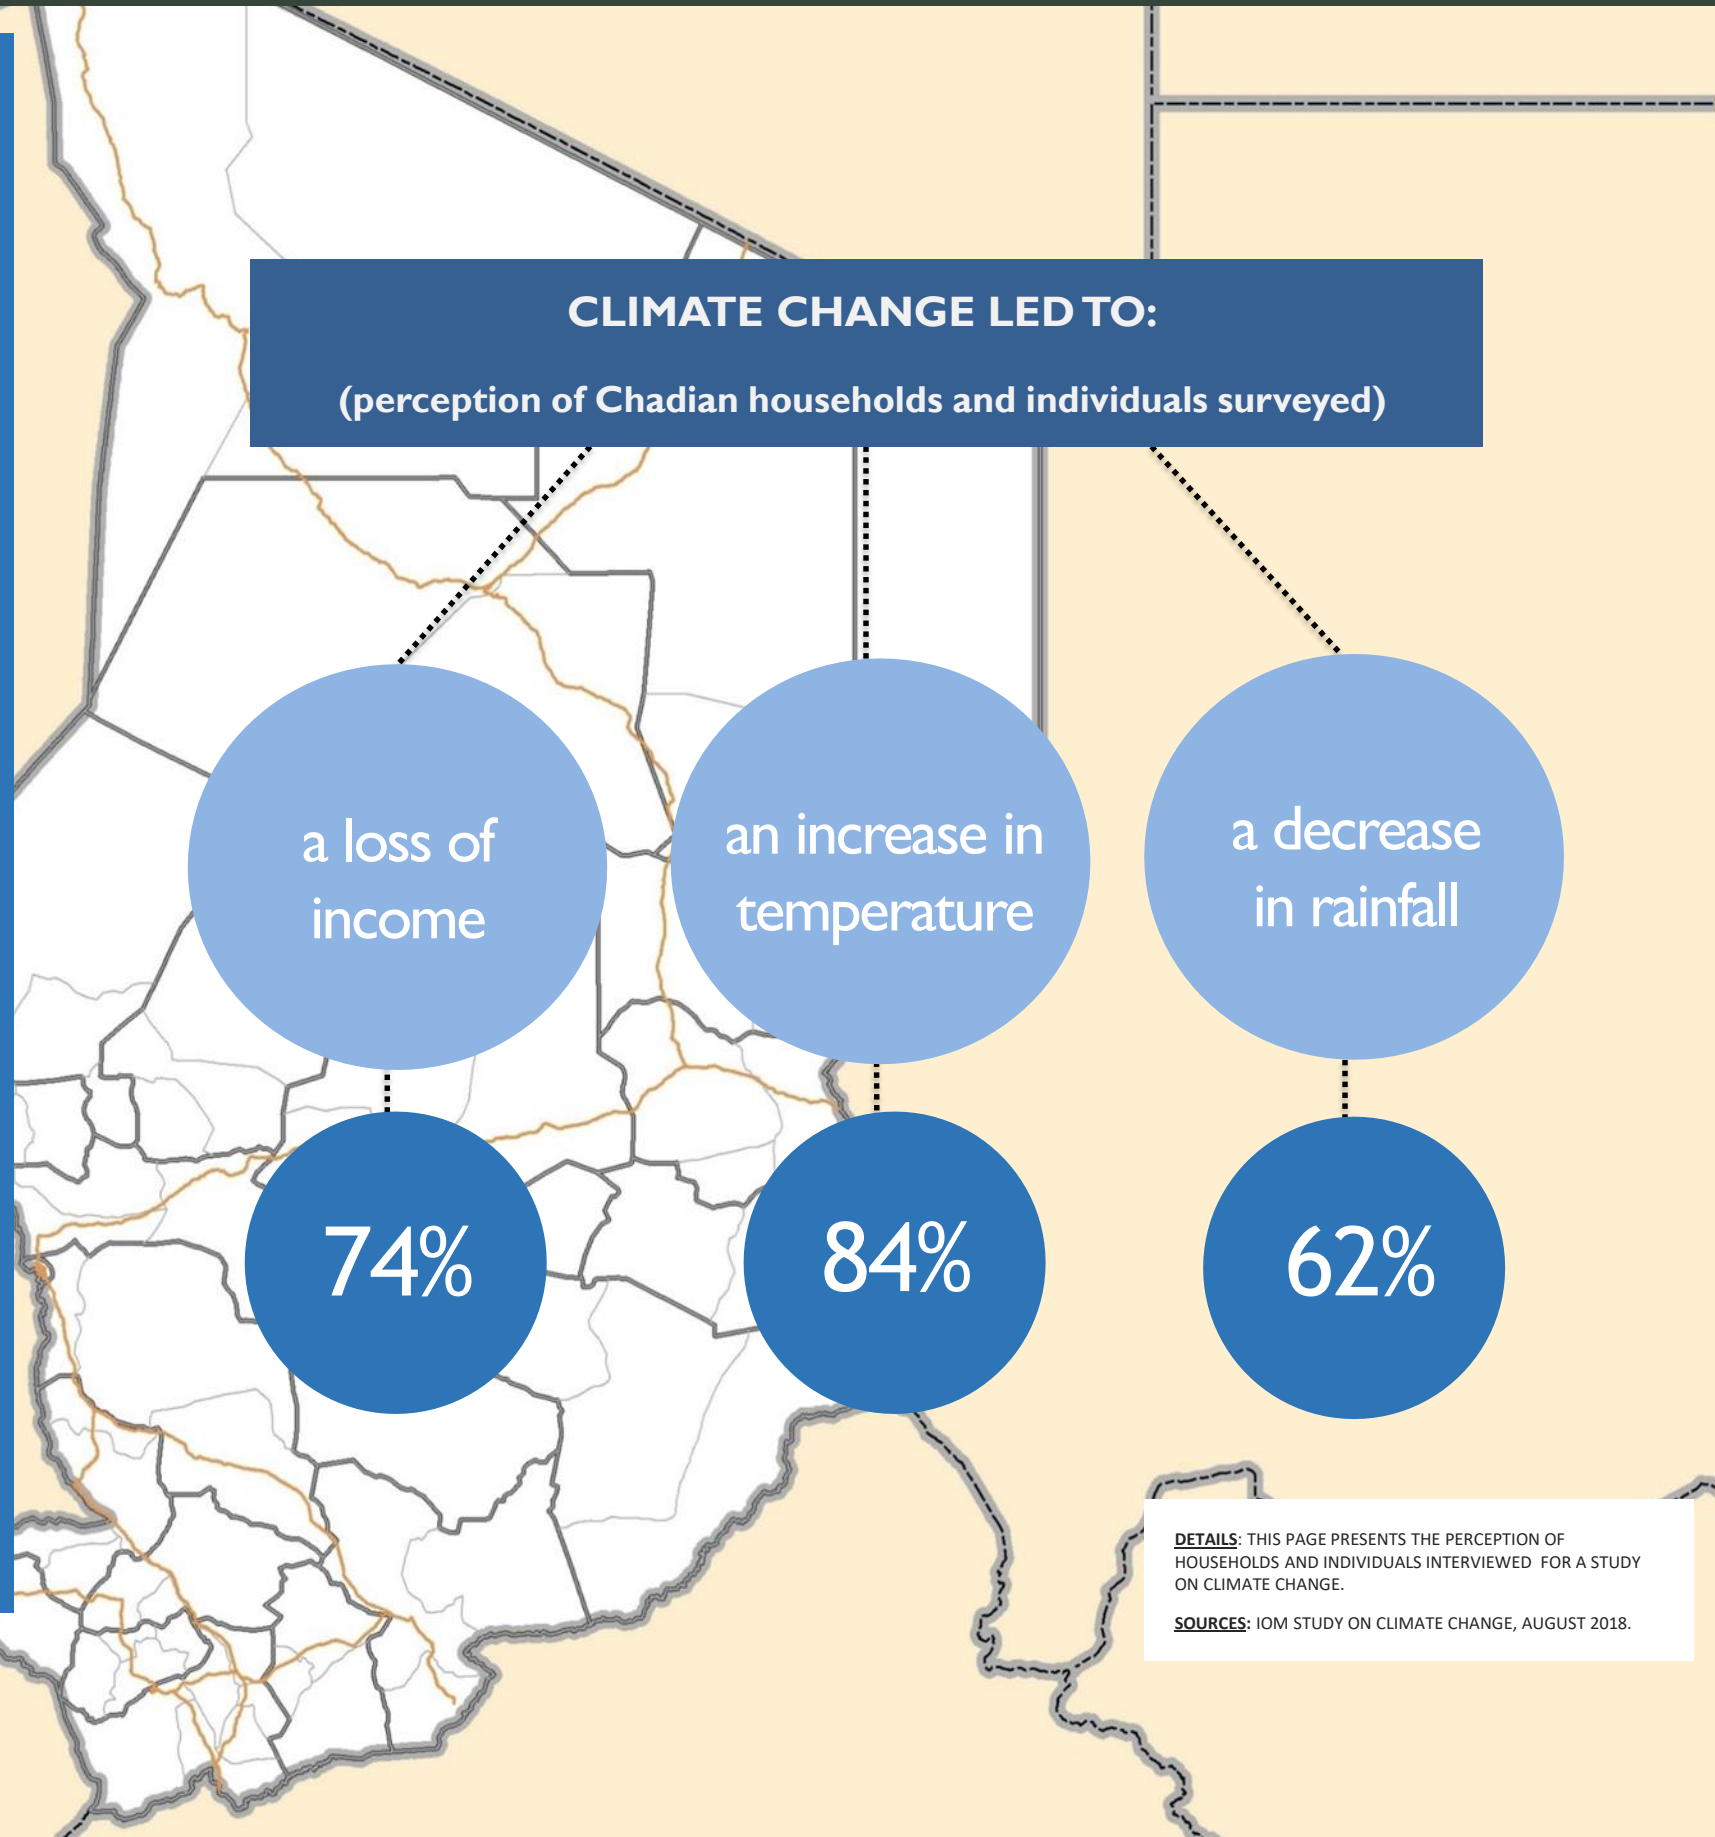 CLIMATE CHANGE LED TO:
(perception of Chadian households and individuals surveyed)
a loss of
income
an increase in
temperature
a decrease
in rainfall
74%
84%
62%
DETAILS: THIS PAGE PRESENTS THE PERCEPTION OF
HOUSEHOLDS AND INDIVIDUALS INTERVIEWED FOR A STUDY
ON CLIMATE CHANGE.
SOURCES: IOM STUDY ON CLIMATE CHANGE, AUGUST 2018.